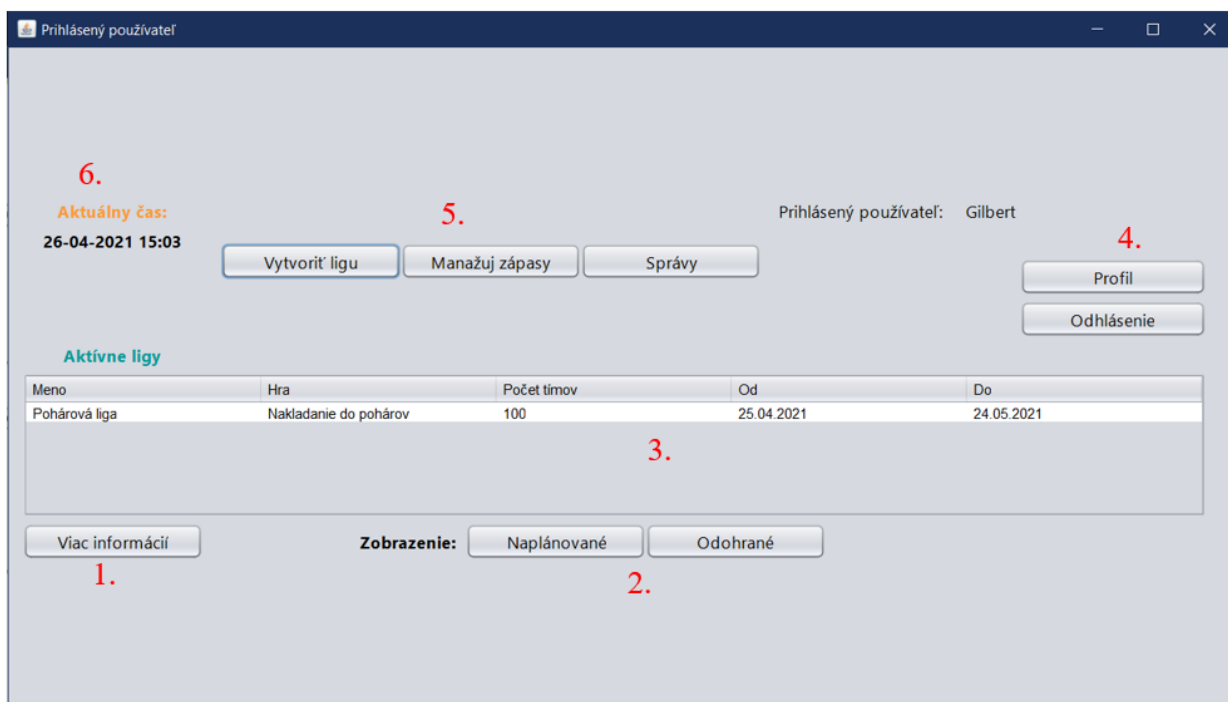 Prihlásený používateľ
6.
Aktuálny čas:
26-04-2021 15:03
5.
Vytvoriť ligu Manažuj zápasy Správy
Prihlásený používateľ: Gilbert
4.
Profil
Odhlásenie
Aktívne ligy
Meno Hra Počet tímov Od Do
Pohárová liga Nakladanie do pohárov 100 25.04.2021 24.05.2021
3.
Viac informácií Zobrazenie: Naplánované Odohrané
1. 2.